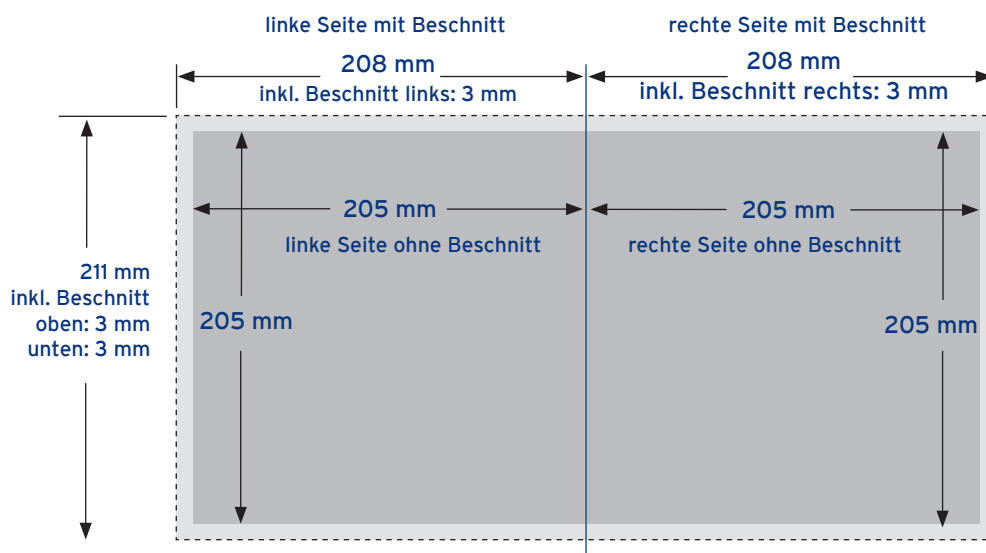 linke Seite mit Beschnitt
rechte Seite mit Beschnitt
208 mm
inkl. Beschnitt links: 3 mm
208 mm
inkl. Beschnitt rechts: 3 mm
205 mm
linke Seite ohne Beschnitt
205 mm
rechte Seite ohne Beschnitt
211 mm
inkl. Beschnitt
oben: 3 mm
unten: 3 mm
205 mm
205 mm